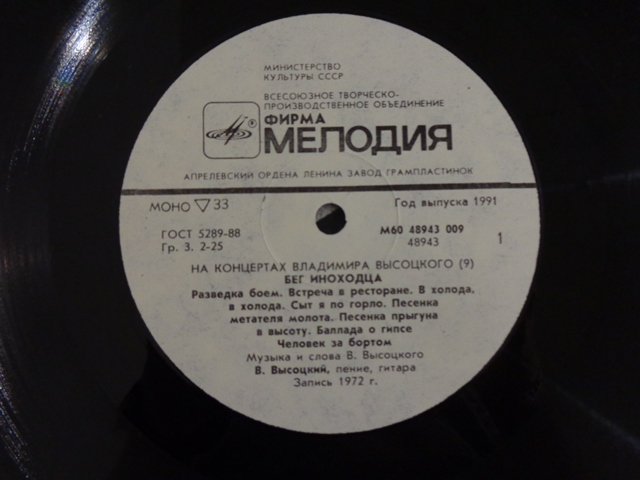 МИНИСТЕРСТВО
КУЛЬТУРЫ СССР
ВСЕСОЮЗНОЕ ТВОРЧЕСКО-
ПРОИЗВОДСТВЕННОЕ ОБЪЕДИНЕНИЕ
ФИРМА
МЕЛОДИЯ
®
АПРЕЛЕВСКИЙ ОРДЕНА ЛЕНИНА ЗАВОД ГРАМПЛАСТИНОК
МОНО ▽ 33
Год выпуска 1991
ГОСТ 5289-88
М60 48943 009
Гр. 3. 2-25
48943
1
НА КОНЦЕРТАХ ВЛАДИМИРА ВЫСОЦКОГО (9)
БЕГ ИНОХОДЦА
Разведка боем. Встреча в ресторане. В холода,
в холода. Сыт я по горло. Песенка
метателя молота. Песенка прыгуна
в высоту. Баллада о гипсе
Человек за бортом
Музыка и слова В. Высоцкого
В. Высоцкий, пение, гитара
Запись 1972 г.